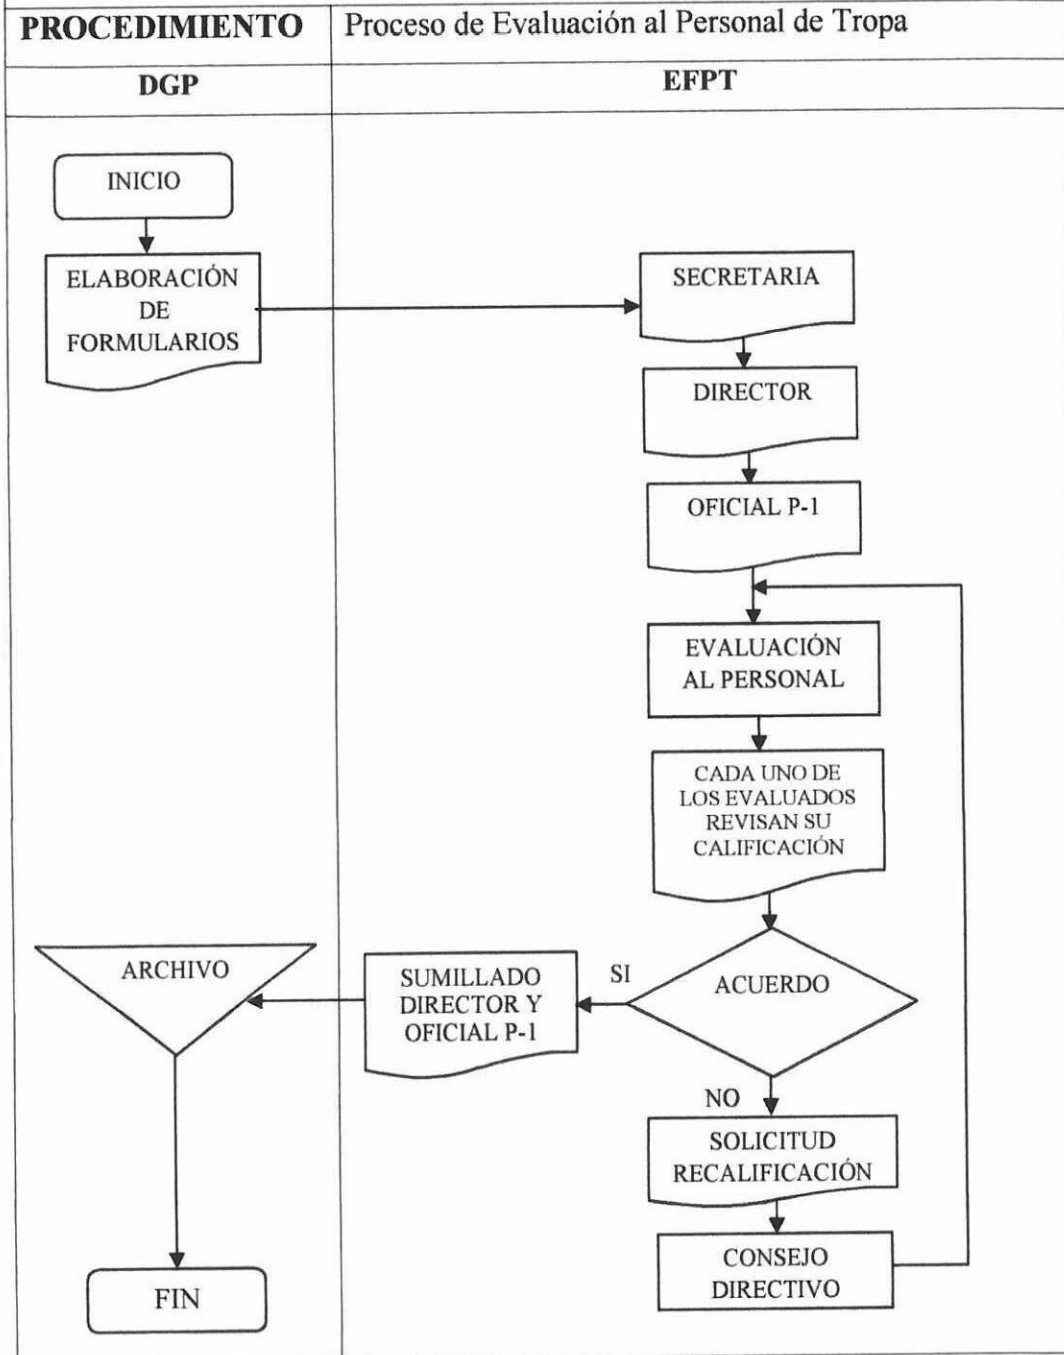 PROCEDIMIENTO
Proceso de Evaluación al Personal de Tropa
DGP
EFPT
INICIO
ELABORACIÓN
DE
FORMULARIOS
SECRETARIA
DIRECTOR
OFICIAL P-1
EVALUACIÓN
AL PERSONAL
CADA UNO DE
LOS EVALUADOS
REVISAN SU
CALIFICACIÓN
ACUERDO
SI
SUMILLADO
DIRECTOR Y
OFICIAL P-1
ARCHIVO
NO
SOLICITUD
RECALIFICACIÓN
CONSEJO
DIRECTIVO
FIN